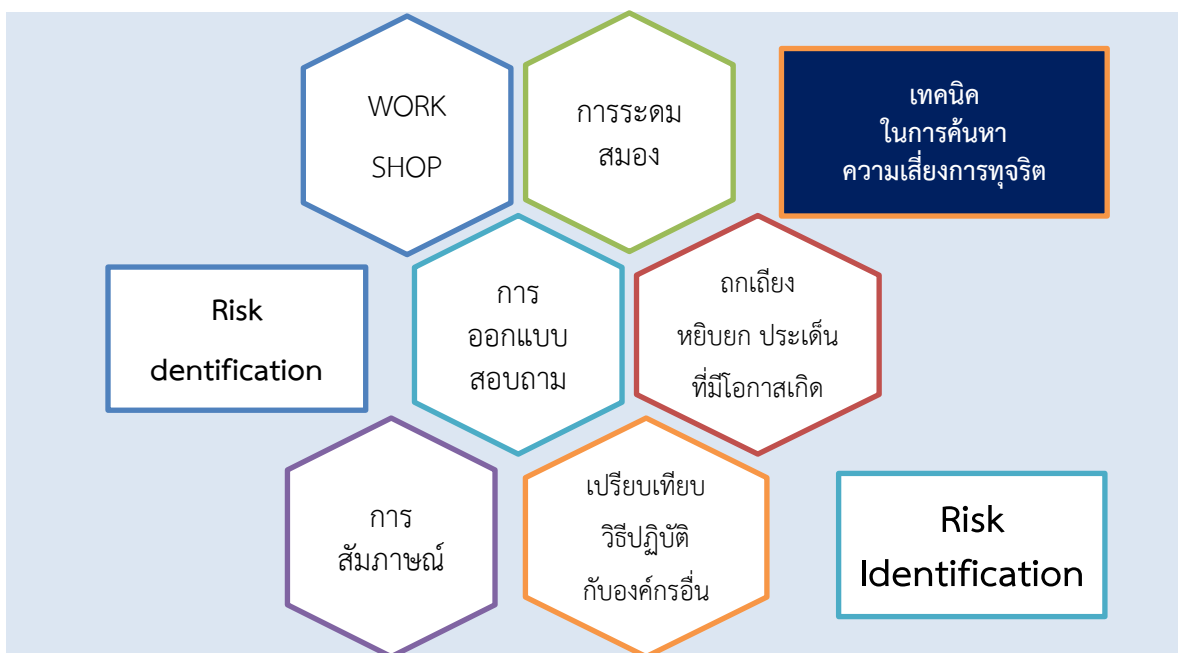 WORK
SHOP
การระดม
สมอง
เทคนิค
ในการค้นหา
ความเสี่ยงการทุจริต
Risk
dentification
การ
ออกแบบ
สอบถาม
ถกเถียง
หยิบยก ประเด็น
ที่มีโอกาสเกิด
การ
สัมภาษณ์
เปรียบเทียบ
วิธีปฏิบัติ
กับองค์กรอื่น
Risk
Identification